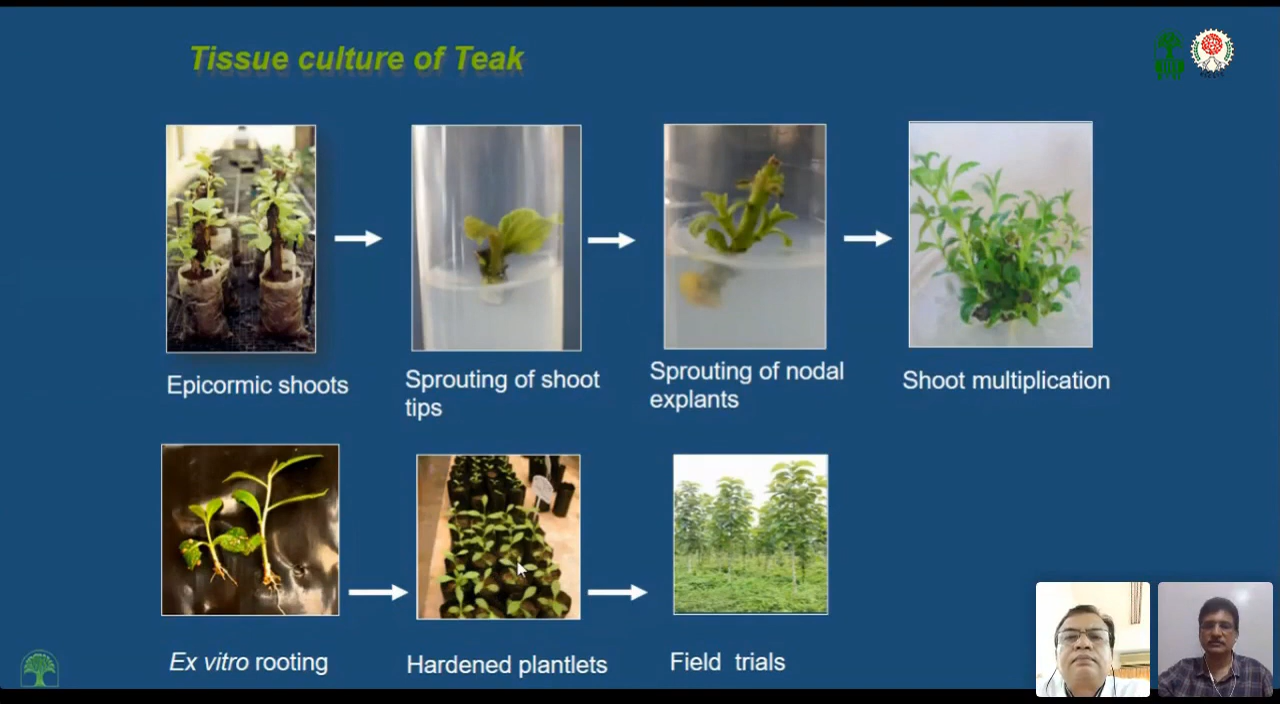 Tissue culture of Teak
Epicormic shoots
Sprouting of shoot
tips
Sprouting of nodal
explants
Shoot multiplication
Ex vitro rooting
Hardened plantlets
Field trials